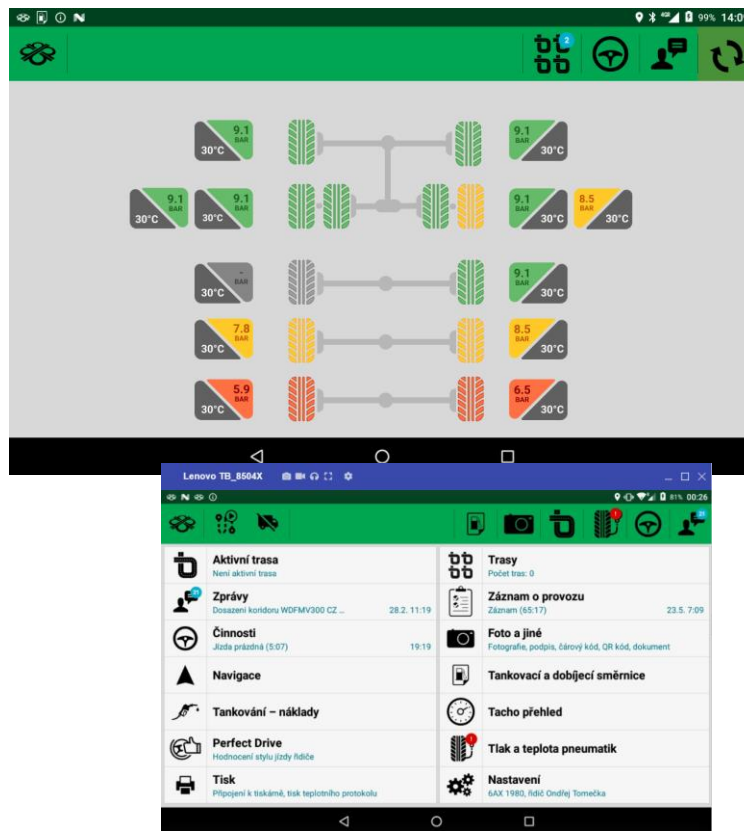 99% 14:0
2
9.1 BAR 30°C 9.1 BAR 30°C
9.1 BAR 30°C 9.1 BAR 30°C 9.1 BAR 30°C 8.5 BAR 30°C
- BAR 30°C 9.1 BAR 30°C
7.8 BAR 30°C 8.5 BAR 30°C
5.9 BAR 30°C 6.5 BAR 30°C
Lenovo TB_8504X
81% 00:26
Aktivní trasa
Není aktivní trasa
Trasy
Počet tras: 0
Zprávy
Dosazení koridoru WDFMV300 CZ ... 28.2. 11:19
Záznam o provozu
Záznam (65:17) 23.5. 7:09
Činnosti
Jízda prázdná (5:07) 19:19
Foto a jiné
Fotografie, podpis, čárový kód, QR kód, dokument
Navigace
Tankovací a dobíjecí směrnice
Tankování – náklady
Tacho přehled
Perfect Drive
Hodnocení stylu jízdy řidiče
Tlak a teplota pneumatik
Tisk
Připojení k tiskárně, tisk teplotního protokolu
Nastavení
6AX 1980, řidič Ondřej Tomečka